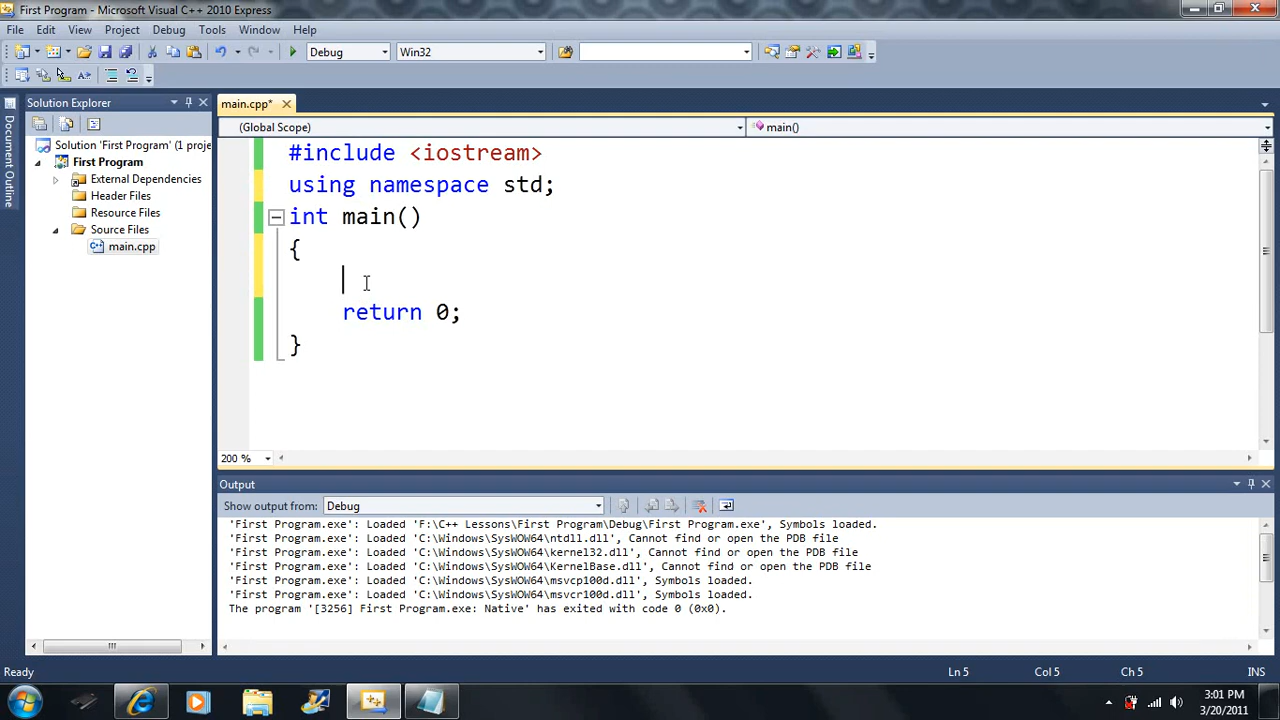 First Program - Microsoft Visual C++ 2010 Express
File Edit View Project Debug Tools Window Help
Debug Win32
Document Outline
Solution Explorer
Solution 'First Program' (1 proje
First Program
External Dependencies
Header Files
Resource Files
Source Files
main.cpp
main.cpp*
(Global Scope) main()
#include <iostream>
using namespace std;
int main()
{
return 0;
}
200 %
Output
Show output from: Debug
'First Program.exe': Loaded 'F:\C++ Lessons\First Program\Debug\First Program.exe', Symbols loaded.
'First Program.exe': Loaded 'C:\Windows\SysWOW64\ntdll.dll', Cannot find or open the PDB file
'First Program.exe': Loaded 'C:\Windows\SysWOW64\kernel32.dll', Cannot find or open the PDB file
'First Program.exe': Loaded 'C:\Windows\SysWOW64\KernelBase.dll', Cannot find or open the PDB file
'First Program.exe': Loaded 'C:\Windows\SysWOW64\msvcp100d.dll', Symbols loaded.
'First Program.exe': Loaded 'C:\Windows\SysWOW64\msvcr100d.dll', Symbols loaded.
The program '[3256] First Program.exe: Native' has exited with code 0 (0x0).
Ready Ln 5 Col 5 Ch 5 INS
3:01 PM
3/20/2011